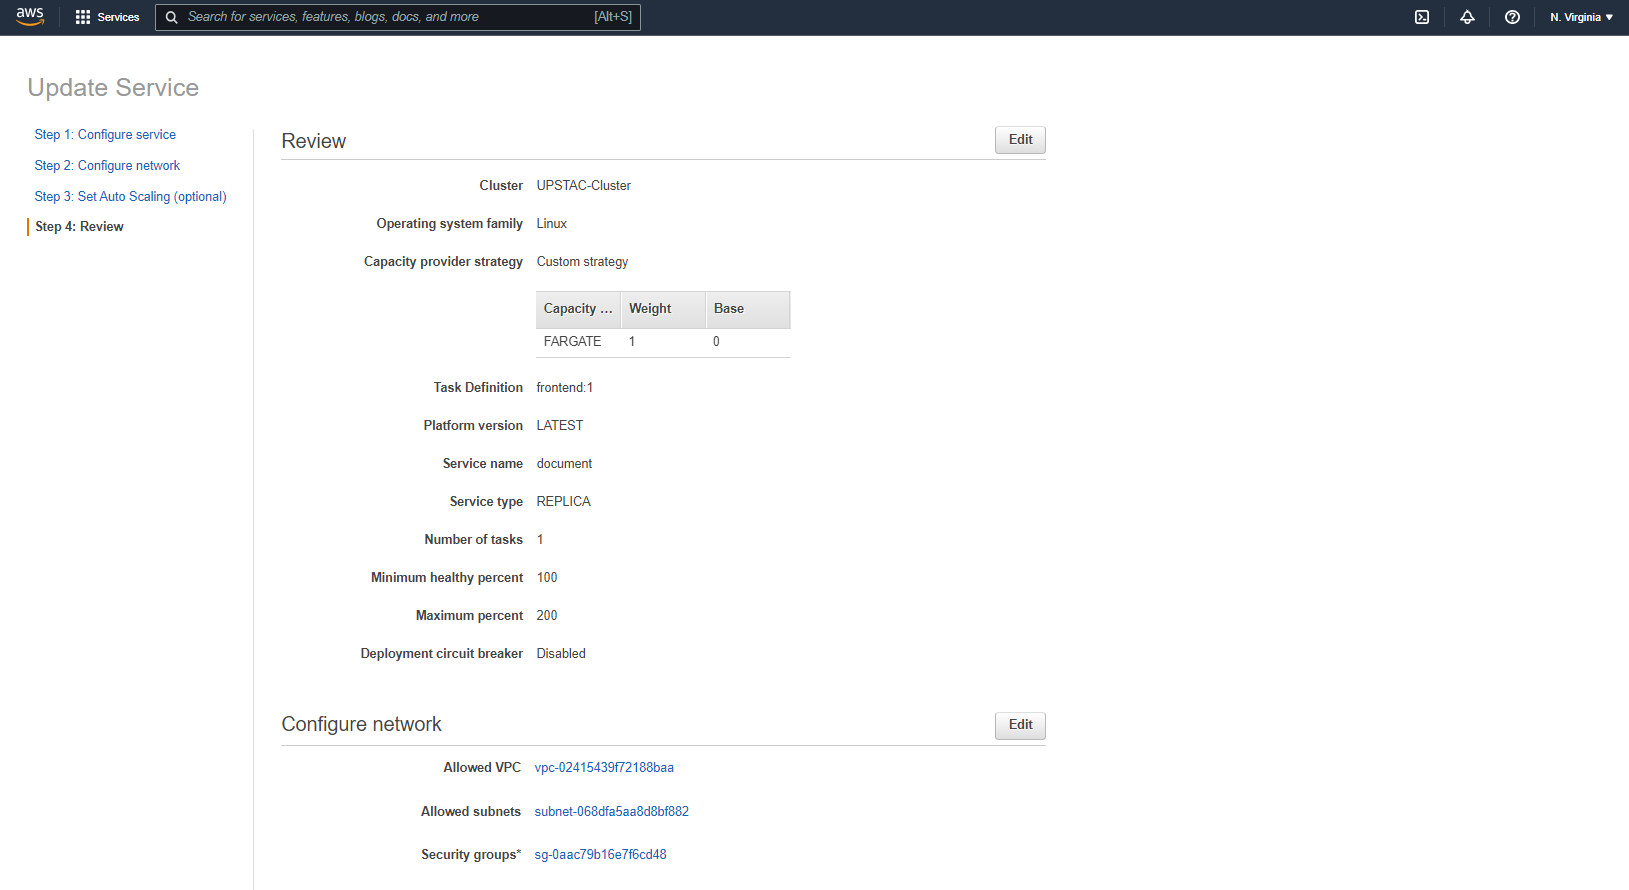 aws
Services
Search for services, features, blogs, docs, and more
[Alt+S]
N. Virginia ▼
Update Service
Step 1: Configure service
Step 2: Configure network
Step 3: Set Auto Scaling (optional)
Step 4: Review
Review
Edit
Cluster UPSTAC-Cluster
Operating system family Linux
Capacity provider strategy Custom strategy
Capacity ... Weight Base
FARGATE 1 0
Task Definition frontend:1
Platform version LATEST
Service name document
Service type REPLICA
Number of tasks 1
Minimum healthy percent 100
Maximum percent 200
Deployment circuit breaker Disabled
Configure network
Edit
Allowed VPC vpc-02415439f72188baa
Allowed subnets subnet-068dfa5aa8d8bf882
Security groups* sg-0aac79b16e7f6cd48